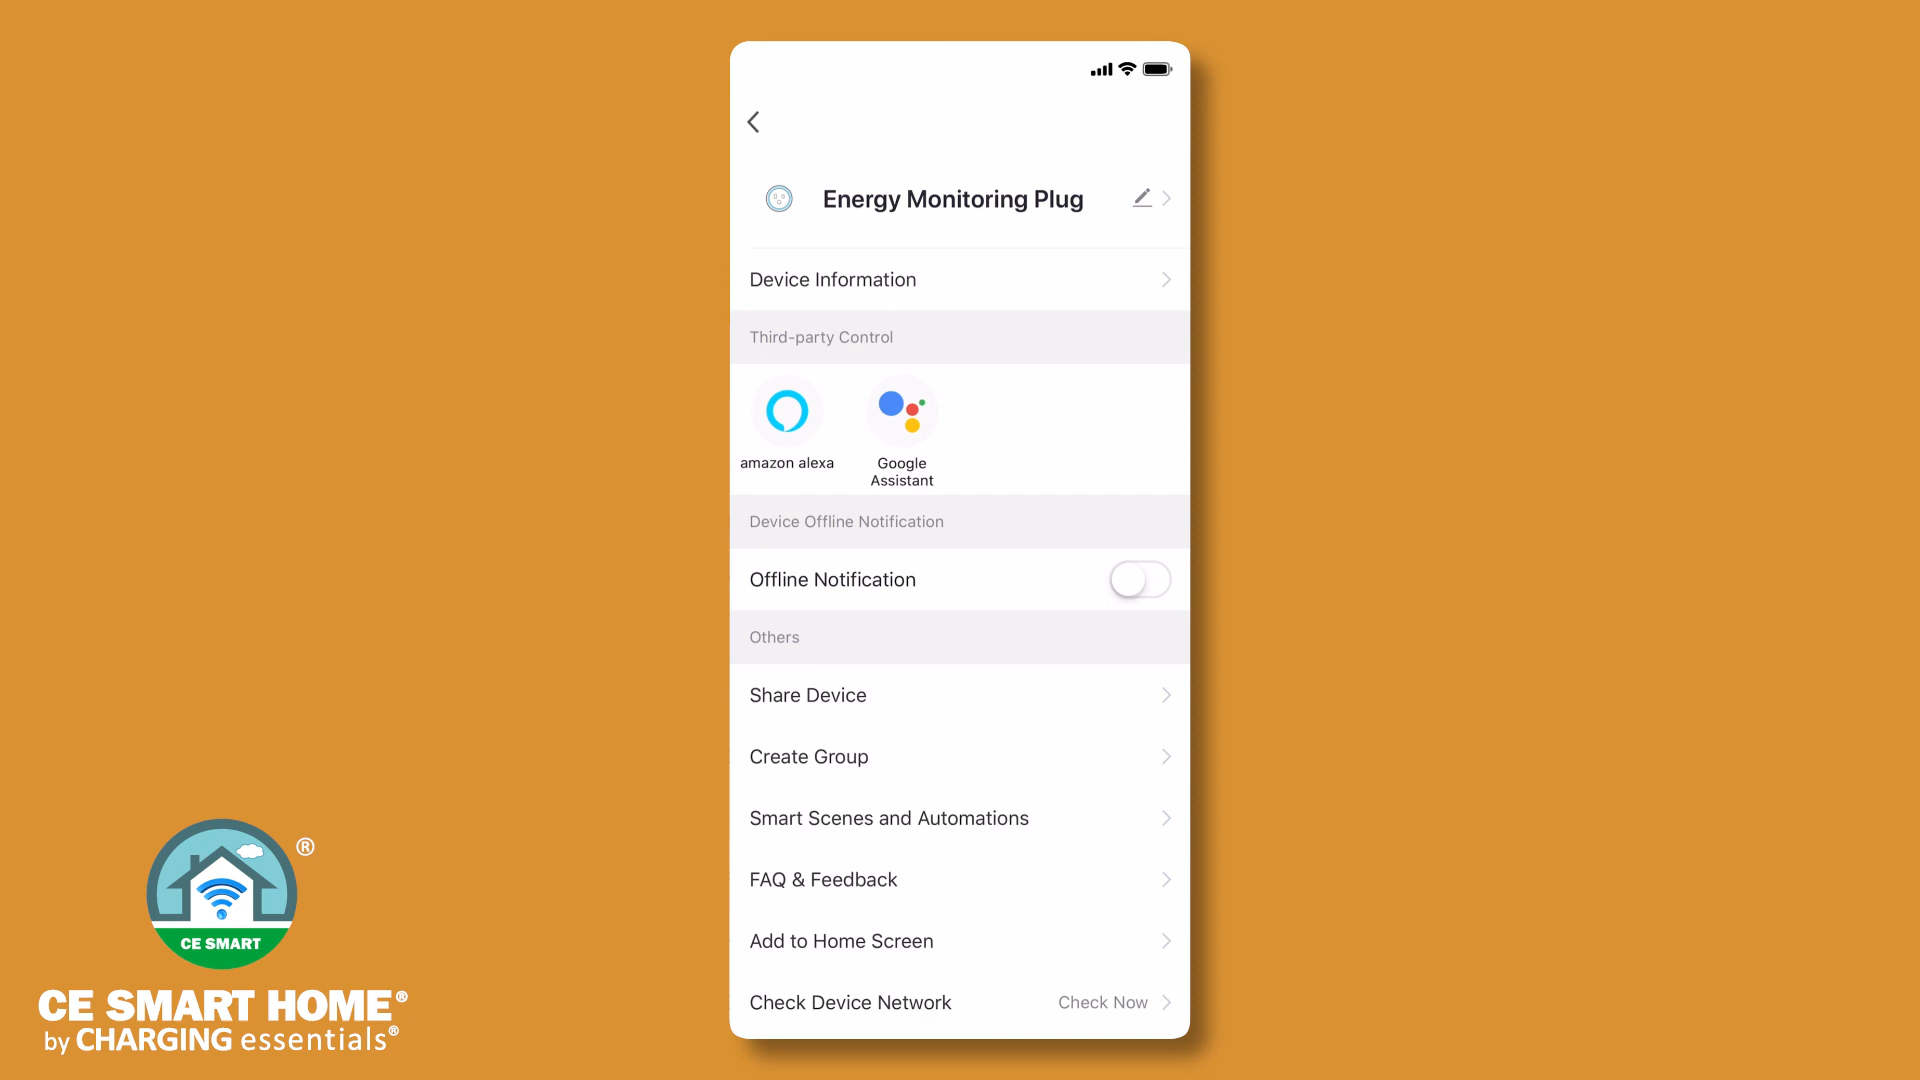 Energy Monitoring Plug
Device Information
Third-party Control
amazon alexa
Google
Assistant
Device Offline Notification
Offline Notification
Others
Share Device
Create Group
Smart Scenes and Automations
FAQ & Feedback
Add to Home Screen
Check Device Network Check Now
®
CE SMART
CE SMART HOME®
by CHARGING essentials®